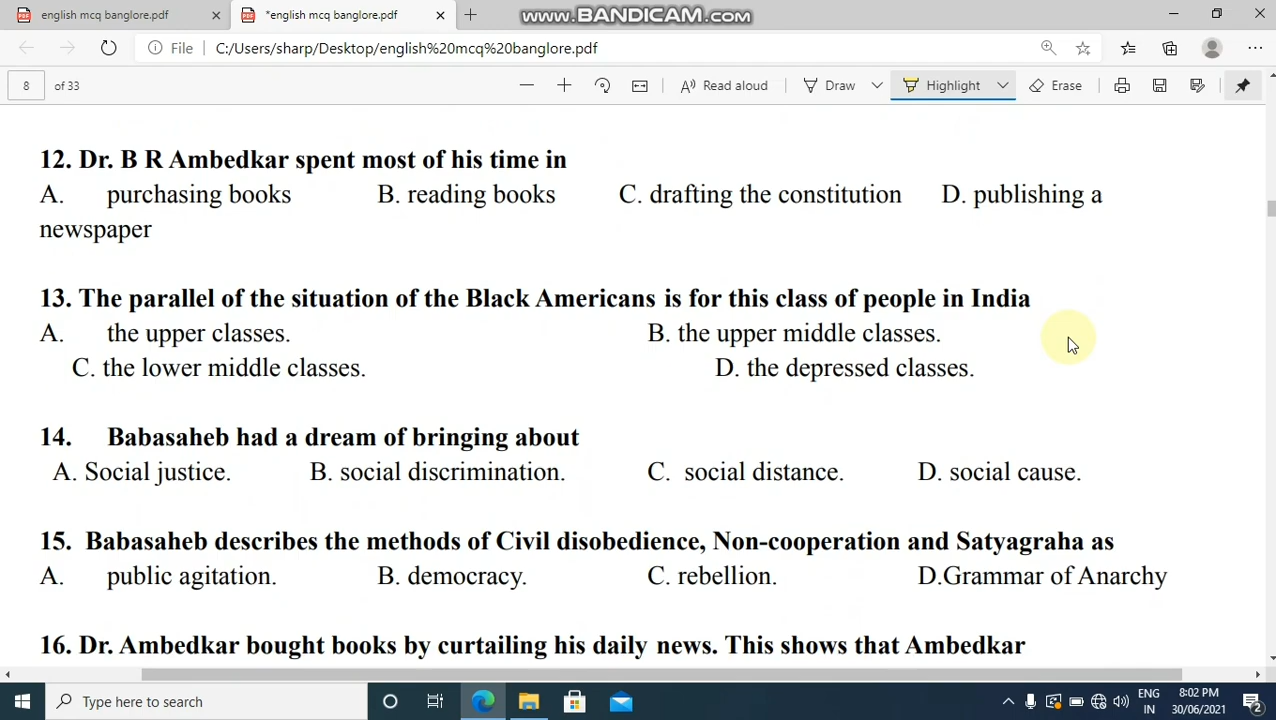 english mcq banglore.pdf
*english mcq banglore.pdf
www.BANDICAM.com
File C:/Users/sharp/Desktop/english%20mcq%20banglore.pdf
8 of 33 Read aloud Draw Highlight Erase
12. Dr. B R Ambedkar spent most of his time in
A. purchasing books B. reading books C. drafting the constitution D. publishing a
newspaper
13. The parallel of the situation of the Black Americans is for this class of people in India
A. the upper classes. B. the upper middle classes.
C. the lower middle classes. D. the depressed classes.
14. Babasaheb had a dream of bringing about
A. Social justice. B. social discrimination. C. social distance. D. social cause.
15. Babasaheb describes the methods of Civil disobedience, Non-cooperation and Satyagraha as
A. public agitation. B. democracy. C. rebellion. D.Grammar of Anarchy
16. Dr. Ambedkar bought books by curtailing his daily news. This shows that Ambedkar
Type here to search
ENG
IN
8:02 PM
30/06/2021
2